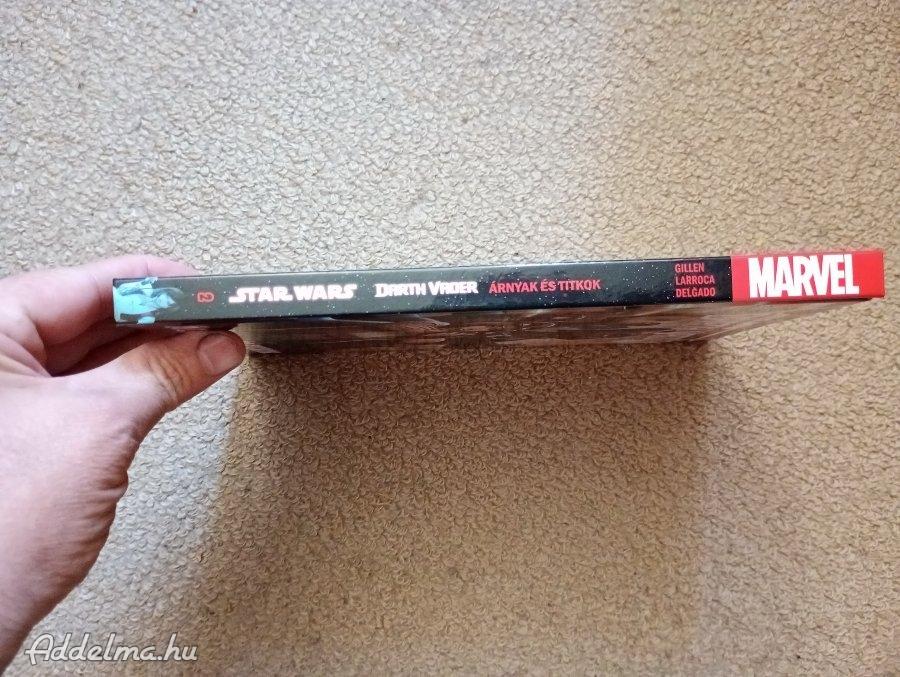 2 STAR WARS DARTH VADER ÁRNYAK ÉS TITKOK
GILLEN
LARROCA
DELGADO
MARVEL
Addelma.hu